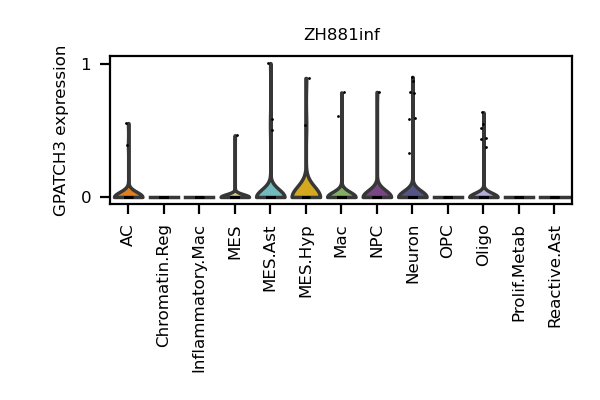 ZH881inf
GPATCH3 expression
1
0
AC
Chromatin.Reg
Inflammatory.Mac
MES
MES.Ast
MES.Hyp
Mac
NPC
Neuron
OPC
Oligo
Prolif.Metab
Reactive.Ast